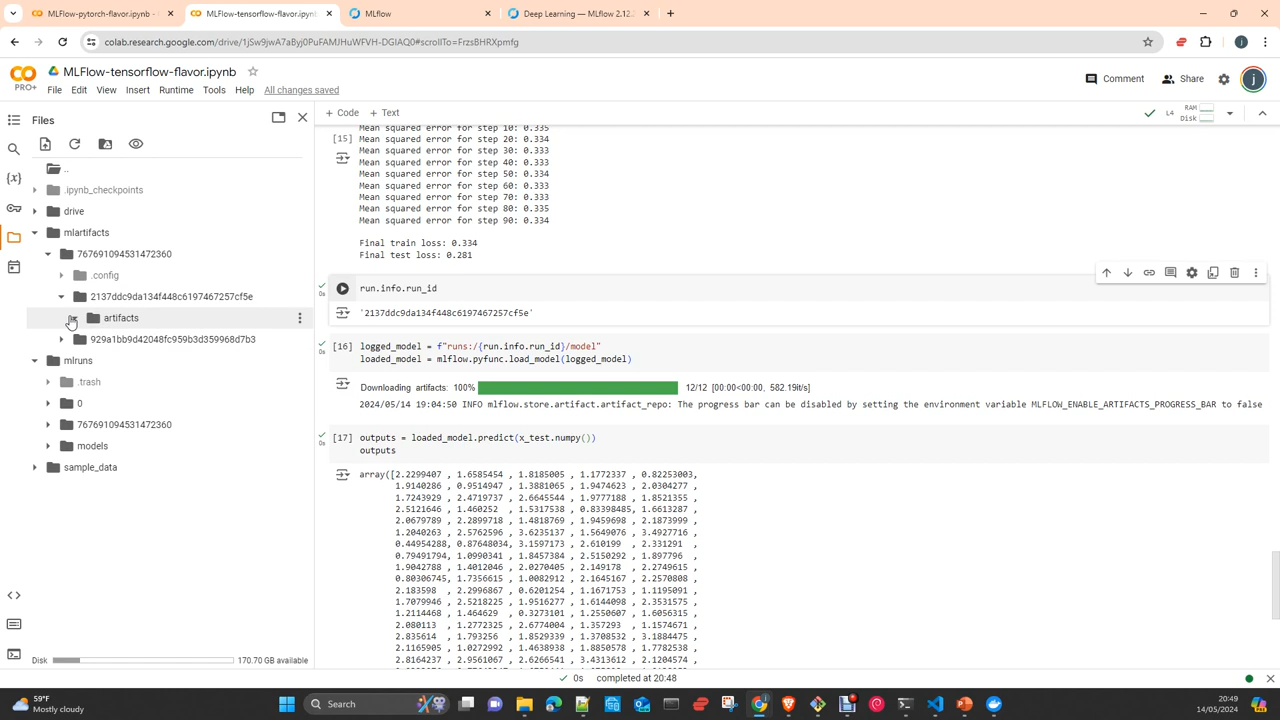 MLFlow-pytorch-flavor.ipynb -
MLFlow-tensorflow-flavor.ipynb
MLflow
Deep Learning — MLflow 2.12.
colab.research.google.com/drive/1jSw9jwA7aByj0PuFAMJHuWFVH-DGIAQ0#scrollTo=FrzsBHRXpmfg
MLFlow-tensorflow-flavor.ipynb
PRO+
File Edit View Insert Runtime Tools Help All changes saved
Comment Share
Files
+ Code + Text
L4 RAM
Disk
..
.ipynb_checkpoints
drive
mlartifacts
767691094531472360
.config
2137ddc9da134f448c6197467257cf5e
artifacts
929a1bb9d42048fc959b3d359968d7b3
mlruns
.trash
0
767691094531472360
models
sample_data
Disk 170.70 GB available
Mean squared error for step 10: 0.335
[15] Mean squared error for step 20: 0.334
Mean squared error for step 30: 0.333
Mean squared error for step 40: 0.333
Mean squared error for step 50: 0.334
Mean squared error for step 60: 0.333
Mean squared error for step 70: 0.333
Mean squared error for step 80: 0.335
Mean squared error for step 90: 0.334
Final train loss: 0.334
Final test loss: 0.281
0s run.info.run_id
'2137ddc9da134f448c6197467257cf5e'
0s [16] logged_model = f"runs:/{run.info.run_id}/model"
loaded_model = mlflow.pyfunc.load_model(logged_model)
Downloading artifacts: 100% 12/12 [00:00<00:00, 582.19it/s]
2024/05/14 19:04:50 INFO mlflow.store.artifact.artifact_repo: The progress bar can be disabled by setting the environment variable MLFLOW_ENABLE_ARTIFACTS_PROGRESS_BAR to false
0s [17] outputs = loaded_model.predict(x_test.numpy())
outputs
array([2.2299407 , 1.6585454 , 1.8185005 , 1.1772337 , 0.82253003,
1.9140286 , 0.9514947 , 1.3881065 , 1.9474623 , 2.0304277 ,
1.7243929 , 2.4719737 , 2.6645544 , 1.9777188 , 1.8521355 ,
2.5121646 , 1.460252 , 1.5317538 , 0.83398485, 1.6613287 ,
2.0679789 , 2.2899718 , 1.4818769 , 1.9459698 , 2.1873999 ,
1.2040263 , 2.5762596 , 3.6235137 , 1.5649076 , 3.4927716 ,
0.44954288, 0.87648034, 3.1597173 , 2.610199 , 2.331291 ,
0.79491794, 1.0990341 , 1.8457384 , 2.5150292 , 1.897796 ,
1.9042788 , 1.4012046 , 2.0270405 , 2.149178 , 2.2749615 ,
0.80306745, 1.7356615 , 1.0082912 , 2.1645167 , 2.2570808 ,
2.183598 , 2.2996867 , 0.6201254 , 1.1671753 , 1.1195091 ,
1.7079946 , 2.5218225 , 1.9516277 , 1.6144098 , 2.3531575 ,
1.2114468 , 1.464629 , 0.3273101 , 1.2550607 , 1.6056315 ,
2.080113 , 1.2772325 , 2.6774004 , 1.357293 , 1.1574671 ,
2.835614 , 1.793256 , 1.8529339 , 1.3708532 , 3.1884475 ,
2.1165905 , 1.0272992 , 1.4638938 , 1.8850578 , 1.7782538 ,
2.8164237 , 2.9561067 , 2.6266541 , 3.4313612 , 2.1204574 ,
0s completed at 20:48
59°F
Mostly cloudy
Search
20:49
14/05/2024